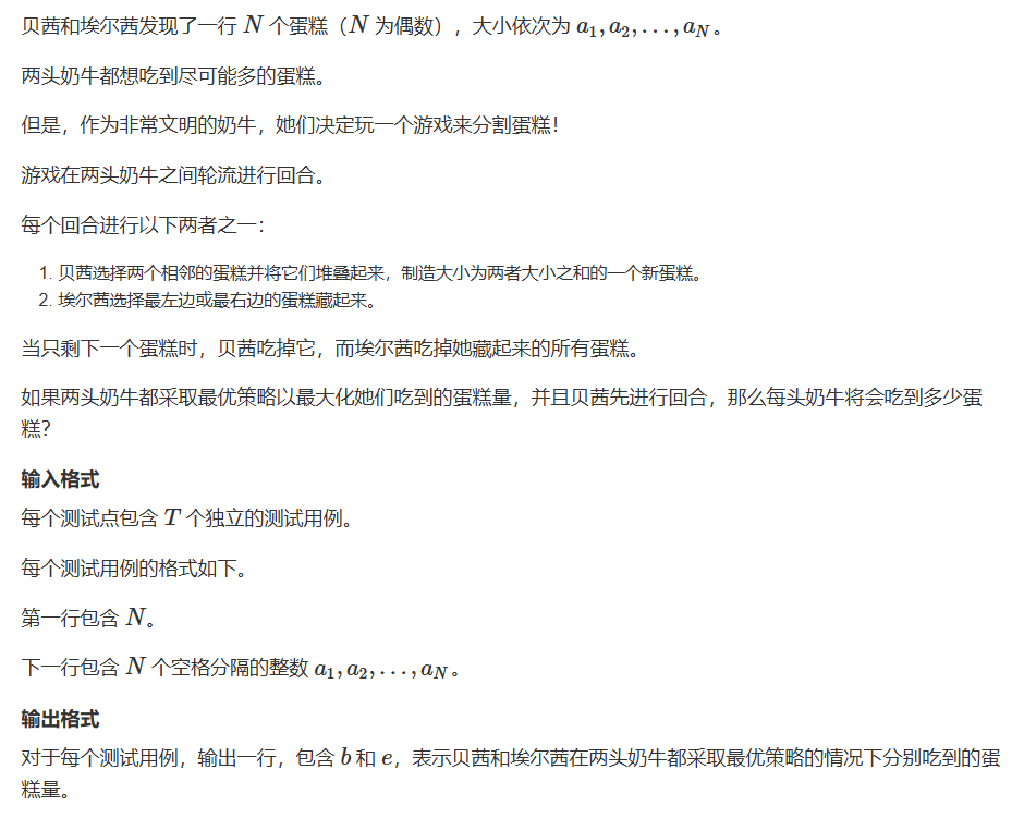 贝茜和埃尔茜发现了一行 N 个蛋糕（N 为偶数），大小依次为 a₁, a₂, ..., a_N。
两头奶牛都想吃到尽可能多的蛋糕。
但是，作为非常文明的奶牛，她们决定玩一个游戏来分割蛋糕！
游戏在两头奶牛之间轮流进行回合。
每个回合进行以下两者之一：
1. 贝茜选择两个相邻的蛋糕并将它们堆叠起来，制造大小为两者大小之和的一个新蛋糕。
2. 埃尔茜选择最左边或最右边的蛋糕藏起来。
当只剩下一个蛋糕时，贝茜吃掉它，而埃尔茜吃掉她藏起来的所有蛋糕。
如果两头奶牛都采取最优策略以最大化她们吃到的蛋糕量，并且贝茜先进行回合，那么每头奶牛将会吃到多少蛋
糕？
输入格式
每个测试点包含 T 个独立的测试用例。
每个测试用例的格式如下。
第一行包含 N。
下一行包含 N 个空格分隔的整数 a₁, a₂, ..., a_N。
输出格式
对于每个测试用例，输出一行，包含 b 和 e，表示贝茜和埃尔茜在两头奶牛都采取最优策略的情况下分别吃到的蛋
糕量。